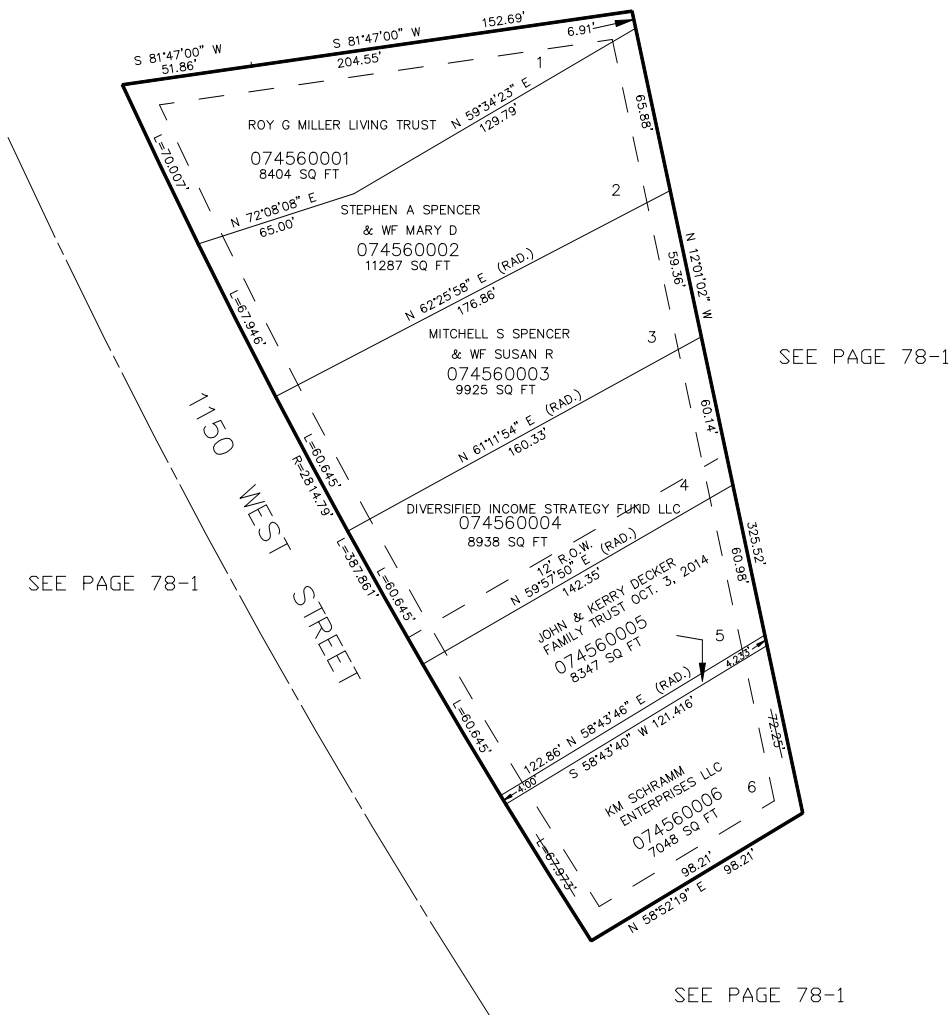 S 81°47'00" W
51.86'
S 81°47'00" W
204.55'
152.69'
6.91'
1
N 59°34'23" E
129.79'
65.88'
ROY G MILLER LIVING TRUST
074560001
8404 SQ FT
L=70.007'
N 72°08'08" E
65.00'
2
STEPHEN A SPENCER
& WF MARY D
074560002
11287 SQ FT
L=67.946'
N 62°25'58" E (RAD.)
176.86'
59.36'
N 12°01'02" W
3
MITCHELL S SPENCER
& WF SUSAN R
074560003
9925 SQ FT
SEE PAGE 78-1
L=60.645'
R=2814.79'
L=387.861'
N 61°11'54" E (RAD.)
160.33'
60.14'
4
DIVERSIFIED INCOME STRATEGY FUND LLC
074560004
8938 SQ FT
12' R.O.W.
L=60.645'
N 59°57'50" E (RAD.)
142.35'
325.52'
60.98'
1150 WEST STREET
SEE PAGE 78-1
JOHN & KERRY DECKER
FAMILY TRUST OCT. 3, 2014
074560005
8347 SQ FT
5
L=60.645'
4.233'
122.86' N 58°43'46" E (RAD.)
S 58°43'40" W 121.416'
4.00'
72.25'
KM SCHRAMM
ENTERPRISES LLC
074560006
7048 SQ FT
6
L=67.973'
98.21'
N 58°52'19" E 98.21'
SEE PAGE 78-1